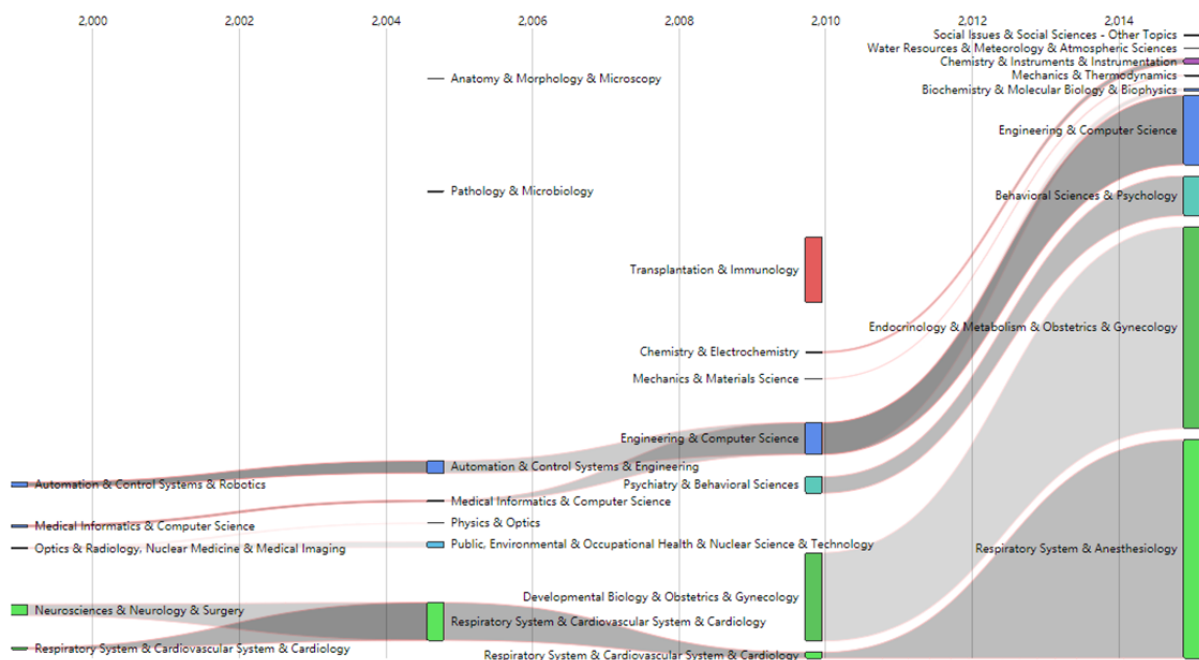 2,000 2,002 2,004 2,006 2,008 2,010 2,012 2,014
Social Issues & Social Sciences - Other Topics
Water Resources & Meteorology & Atmospheric Sciences
Chemistry & Instruments & Instrumentation
Mechanics & Thermodynamics
Anatomy & Morphology & Microscopy
Biochemistry & Molecular Biology & Biophysics
Engineering & Computer Science
Pathology & Microbiology
Behavioral Sciences & Psychology
Transplantation & Immunology
Endocrinology & Metabolism & Obstetrics & Gynecology
Chemistry & Electrochemistry
Mechanics & Materials Science
Engineering & Computer Science
Automation & Control Systems & Engineering
Automation & Control Systems & Robotics
Psychiatry & Behavioral Sciences
Medical Informatics & Computer Science
Physics & Optics
Medical Informatics & Computer Science
Public, Environmental & Occupational Health & Nuclear Science & Technology
Optics & Radiology, Nuclear Medicine & Medical Imaging
Respiratory System & Anesthesiology
Developmental Biology & Obstetrics & Gynecology
Neurosciences & Neurology & Surgery
Respiratory System & Cardiovascular System & Cardiology
Respiratory System & Cardiovascular System & Cardiology
Respiratory System & Cardiovascular System & Cardiology